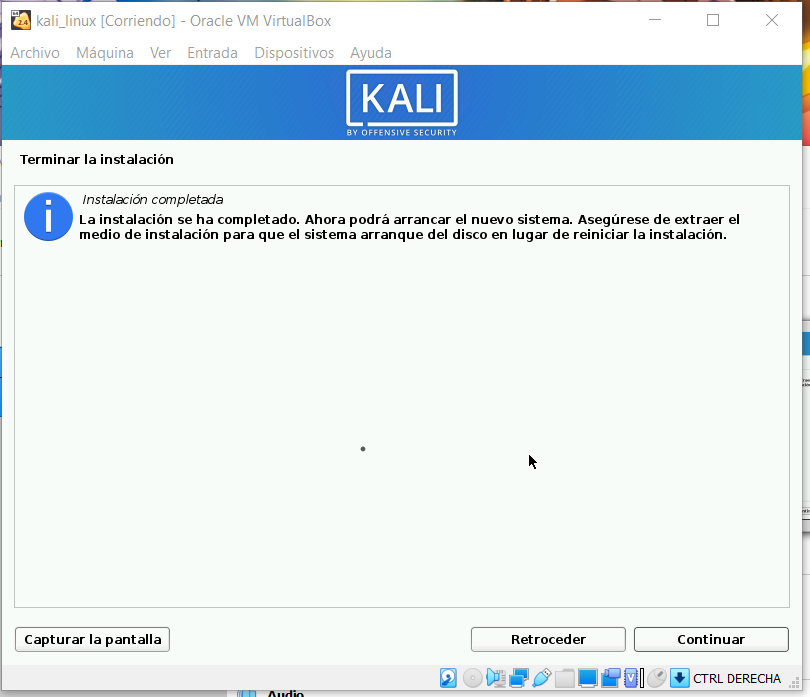 kali_linux [Corriendo] - Oracle VM VirtualBox
Archivo Máquina Ver Entrada Dispositivos Ayuda
KALI
BY OFFENSIVE SECURITY
Terminar la instalación
Instalación completada
La instalación se ha completado. Ahora podrá arrancar el nuevo sistema. Asegúrese de extraer el
medio de instalación para que el sistema arranque del disco en lugar de reiniciar la instalación.
Capturar la pantalla Retroceder Continuar
CTRL DERECHA
Audio